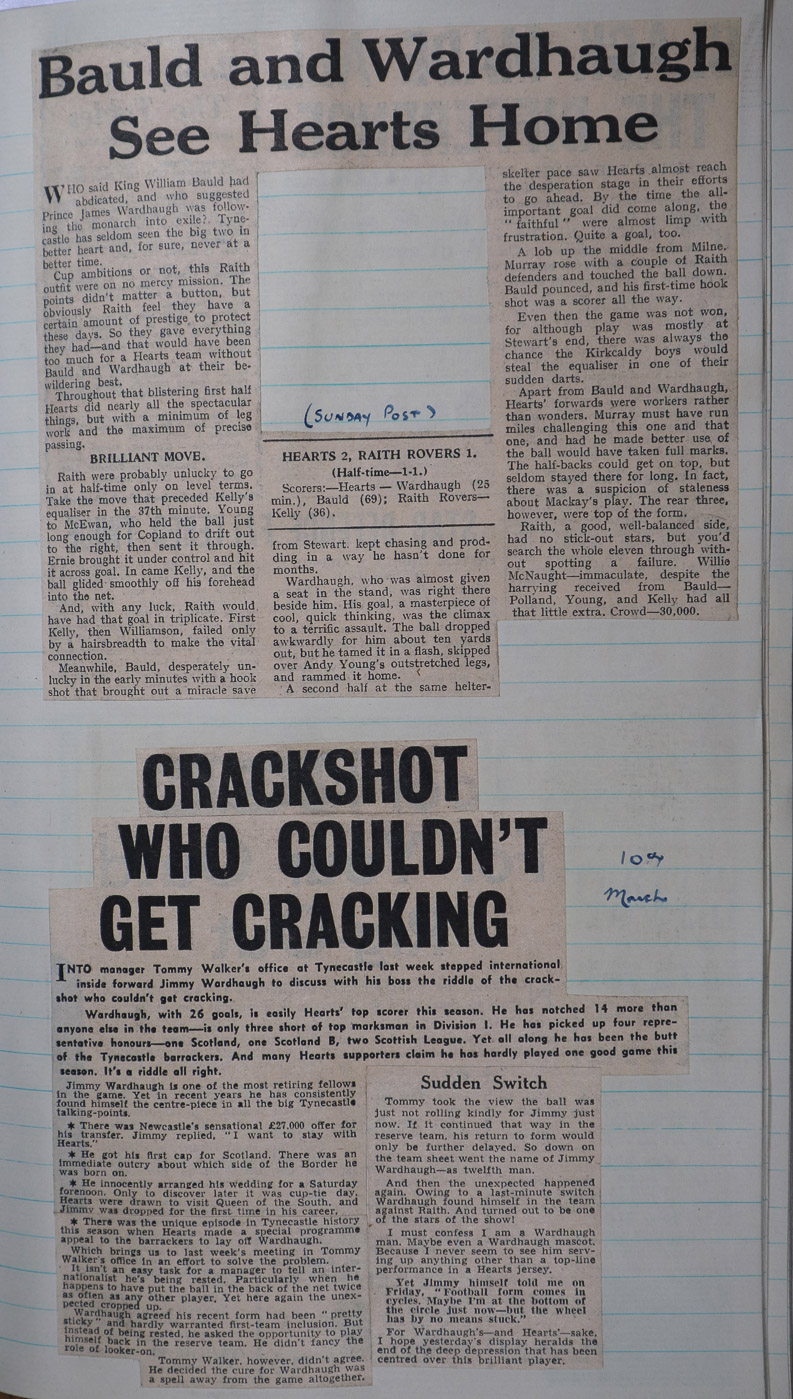 Bauld and Wardhaugh
See Hearts Home
WHO said King William Bauld had
abdicated, and who suggested
Prince James Wardhaugh was follow-
ing the monarch into exile? Tyne-
castle has seldom seen the big two in
better heart and, for sure, never at a
better time.
Cup ambitions or not, this Raith
outfit were on no mercy mission. The
points didn't matter a button, but
obviously Raith feel they have a
certain amount of prestige to protect
these days. So they gave everything
they had—and that would have been
too much for a Hearts team without
Bauld and Wardhaugh at their be-
wildering best.
Throughout that blistering first half
Hearts did nearly all the spectacular
things, but with a minimum of leg
work and the maximum of precise
passing.
BRILLIANT MOVE.
Raith were probably unlucky to go
in at half-time only on level terms.
Take the move that preceded Kelly's
equaliser in the 37th minute. Young
to McEwan, who held the ball just
long enough for Copland to drift out
to the right, then sent it through.
Ernie brought it under control and hit
it across goal. In came Kelly, and the
ball glided smoothly off his forehead
into the net.
And, with any luck, Raith would
have had that goal in triplicate. First
Kelly, then Williamson, failed only
by a hairsbreadth to make the vital
connection.
Meanwhile, Bauld, desperately un-
lucky in the early minutes with a hook
shot that brought out a miracle save
(SUNDAY POST)
HEARTS 2, RAITH ROVERS 1.
(Half-time—1-1.)
Scorers:—Hearts — Wardhaugh (25
min.), Bauld (69); Raith Rovers—
Kelly (36).
from Stewart. kept chasing and prod-
ding in a way he hasn't done for
months.
Wardhaugh, who was almost given
a seat in the stand, was right there
beside him. His goal, a masterpiece of
cool, quick thinking, was the climax
to a terrific assault. The ball dropped
awkwardly for him about ten yards
out, but he tamed it in a flash, skipped
over Andy Young's outstretched legs,
and rammed it home.
A second half at the same helter-
skelter pace saw Hearts almost reach
the desperation stage in their efforts
to go ahead. By the time the all-
important goal did come along, the
"faithful" were almost limp with
frustration. Quite a goal, too.
A lob up the middle from Milne.
Murray rose with a couple of Raith
defenders and touched the ball down.
Bauld pounced, and his first-time hook
shot was a scorer all the way.
Even then the game was not won,
for although play was mostly at
Stewart's end, there was always the
chance the Kirkcaldy boys would
steal the equaliser in one of their
sudden darts.
Apart from Bauld and Wardhaugh,
Hearts' forwards were workers rather
than wonders. Murray must have run
miles challenging this one and that
one, and had he made better use of
the ball would have taken full marks.
The half-backs could get on top, but
seldom stayed there for long. In fact,
there was a suspicion of staleness
about Mackay's play. The rear three,
however, were top of the form.
Raith, a good, well-balanced side,
had no stick-out stars, but you'd
search the whole eleven through with-
out spotting a failure. Willie
McNaught—immaculate, despite the
harrying received from Bauld—
Polland, Young, and Kelly had all
that little extra. Crowd—30,000.
CRACKSHOT
WHO COULDN'T
GET CRACKING
10th
March
INTO manager Tommy Walker's office at Tynecastle last week stepped international
inside forward Jimmy Wardhaugh to discuss with his boss the riddle of the crack-
shot who couldn't get cracking.
Wardhaugh, with 26 goals, is easily Hearts' top scorer this season. He has notched 14 more than
anyone else in the team—is only three short of top marksman in Division I. He has picked up four repre-
sentative honours—one Scotland, one Scotland B, two Scottish League. Yet all along he has been the butt
of the Tynecastle barrackers. And many Hearts supporters claim he has hardly played one good game this
season. It's a riddle all right.
Jimmy Wardhaugh is one of the most retiring fellows
in the game. Yet in recent years he has consistently
found himself the centre-piece in all the big Tynecastle
talking-points.
★ There was Newcastle's sensational £27,000 offer for
his transfer. Jimmy replied, "I want to stay with
Hearts."
★ He got his first cap for Scotland. There was an
immediate outcry about which side of the Border he
was born on.
★ He innocently arranged his wedding for a Saturday
forenoon. Only to discover later it was cup-tie day.
Hearts were drawn to visit Queen of the South, and
Jimmy was dropped for the first time in his career.
★ There was the unique episode in Tynecastle history
this season when Hearts made a special programme
appeal to the barrackers to lay off Wardhaugh.
Which brings us to last week's meeting in Tommy
Walker's office in an effort to solve the problem.
It isn't an easy task for a manager to tell an inter-
nationalist he's being rested. Particularly when he
happens to have put the ball in the back of the net twice
as often as any other player. Yet here again the unex-
pected cropped up.
Wardhaugh agreed his recent form had been "pretty
sticky" and hardly warranted first-team inclusion. But
instead of being rested, he asked the opportunity to play
himself back in the reserve team. He didn't fancy the
role of looker-on.
Tommy Walker, however, didn't agree.
He decided the cure for Wardhaugh was
a spell away from the game altogether.
Sudden Switch
Tommy took the view the ball was
just not rolling kindly for Jimmy just
now. If it continued that way in the
reserve team, his return to form would
only be further delayed. So down on
the team sheet went the name of Jimmy
Wardhaugh—as twelfth man.
And then the unexpected happened
again. Owing to a last-minute switch
Wardhaugh found himself in the team
against Raith. And turned out to be one
of the stars of the show!
I must confess I am a Wardhaugh
man. Maybe even a Wardhaugh mascot.
Because I never seem to see him serv-
ing up anything other than a top-line
performance in a Hearts jersey.
Yet Jimmy himself told me on
Friday, "Football form comes in
cycles. Maybe I'm at the bottom of
the circle just now—but the wheel
has by no means stuck."
For Wardhaugh's—and Hearts'—sake,
I hope yesterday's display heralds the
end of the deep depression that has been
centred over this brilliant player.